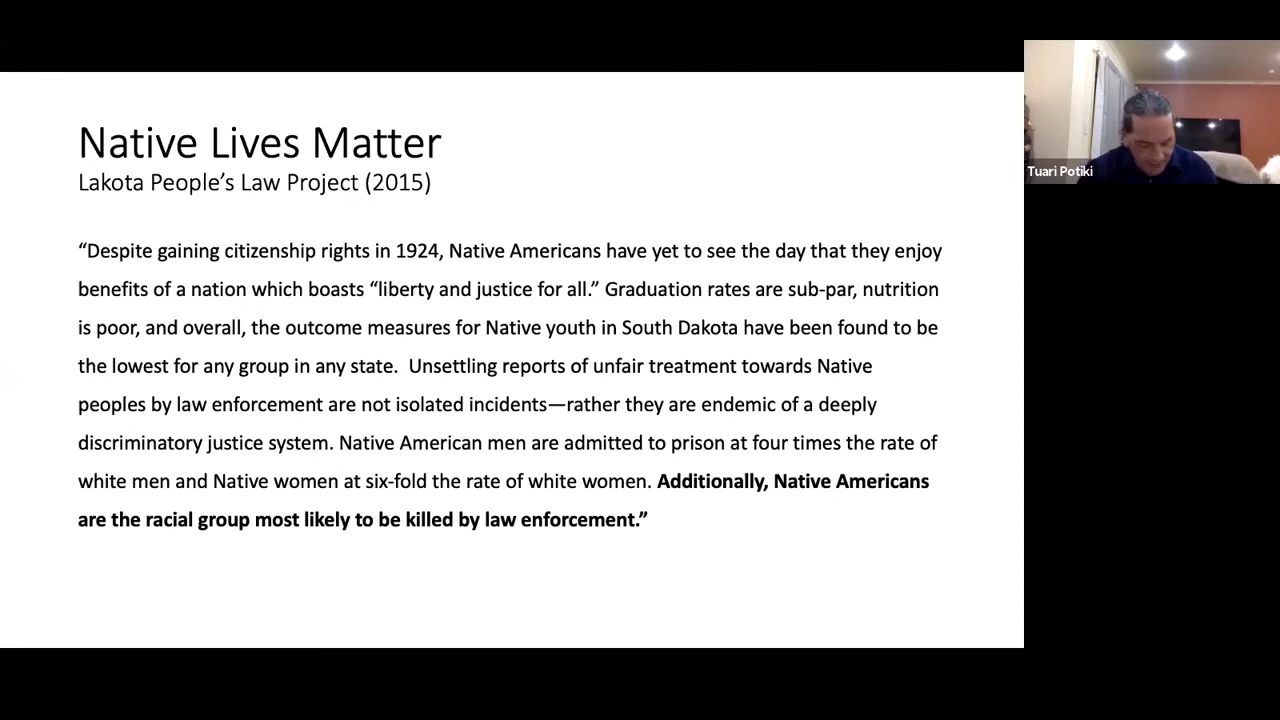 Native Lives Matter
Lakota People’s Law Project (2015)
“Despite gaining citizenship rights in 1924, Native Americans have yet to see the day that they enjoy
benefits of a nation which boasts “liberty and justice for all.” Graduation rates are sub-par, nutrition
is poor, and overall, the outcome measures for Native youth in South Dakota have been found to be
the lowest for any group in any state.  Unsettling reports of unfair treatment towards Native
peoples by law enforcement are not isolated incidents—rather they are endemic of a deeply
discriminatory justice system. Native American men are admitted to prison at four times the rate of
white men and Native women at six-fold the rate of white women. Additionally, Native Americans
are the racial group most likely to be killed by law enforcement.”
Tuari Potiki